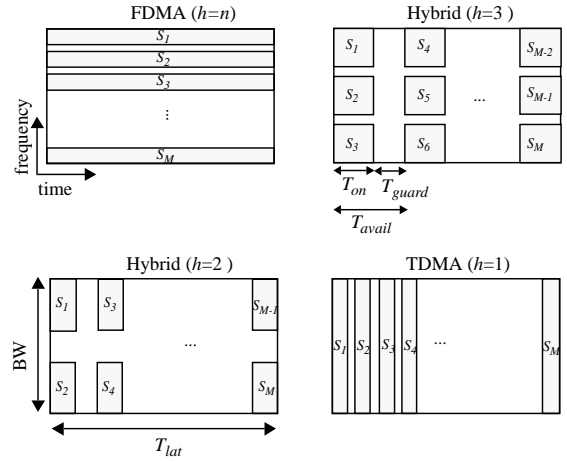 FDMA (h=n)
S1
S2
S3
...
SM
frequency
time
Hybrid (h=3)
S1 S4 SM-2
S2 S5 ... SM-1
S3 S6 SM
Ton
Tguard
Tavail
Hybrid (h=2 )
S1 S3 SM-1
...
S2 S4 SM
BW
Tlat
TDMA (h=1)
S1 S2 S3 S4 ... SM